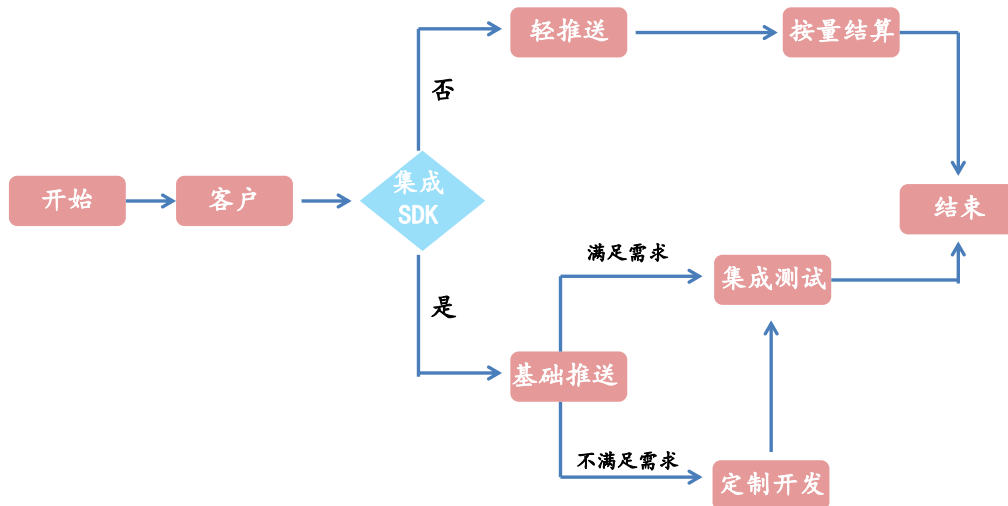 轻推送
按量结算
否
开始
客户
集成
SDK
结束
满足需求
集成测试
是
基础推送
不满足需求
定制开发